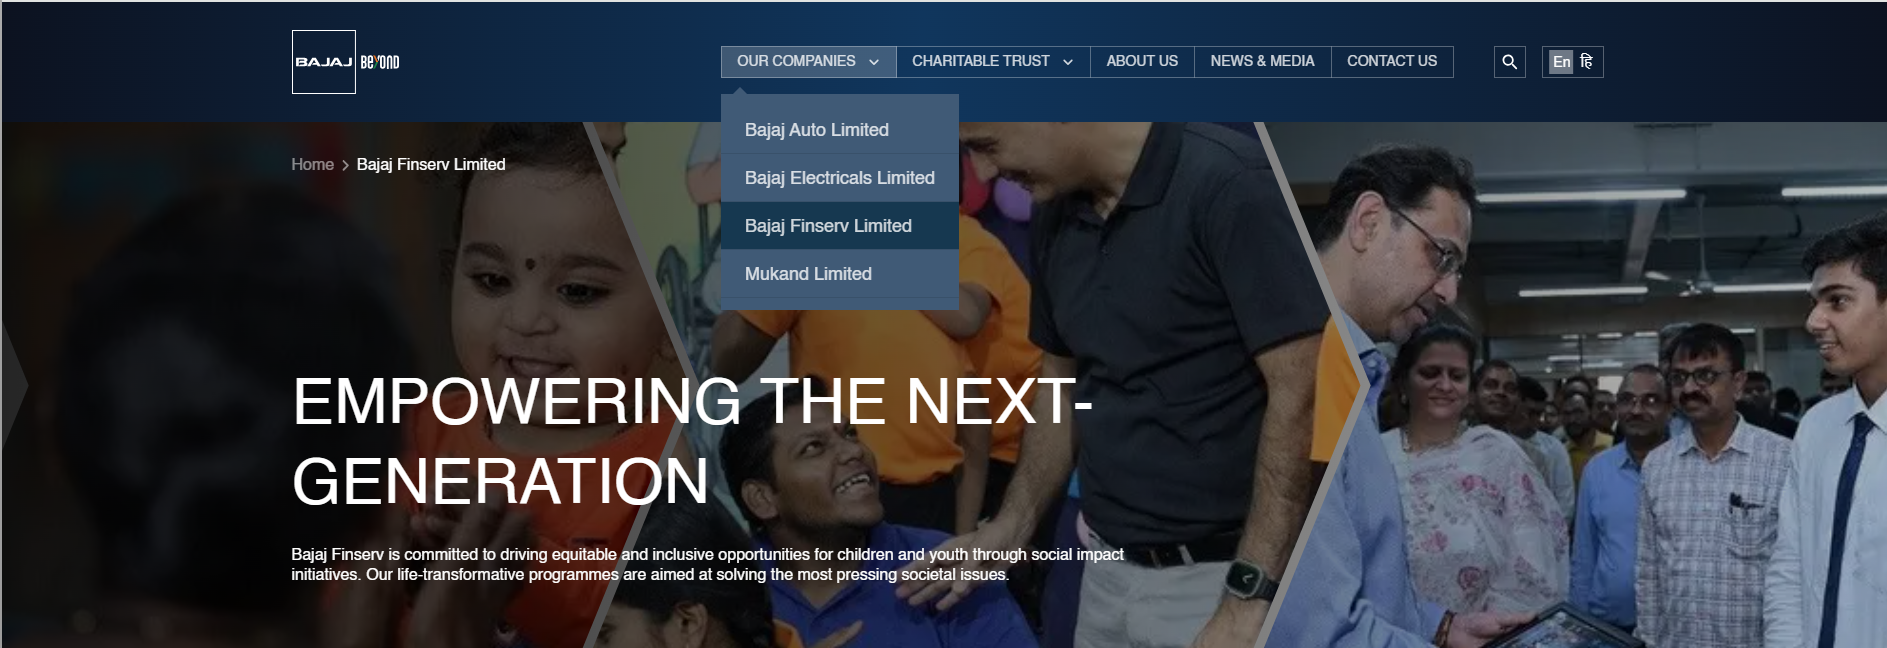 BAJAJ BeYOND
OUR COMPANIES
CHARITABLE TRUST
ABOUT US
NEWS & MEDIA
CONTACT US
En हि
Bajaj Auto Limited
Bajaj Electricals Limited
Bajaj Finserv Limited
Mukand Limited
Home > Bajaj Finserv Limited
EMPOWERING THE NEXT-
GENERATION
Bajaj Finserv is committed to driving equitable and inclusive opportunities for children and youth through social impact
initiatives. Our life-transformative programmes are aimed at solving the most pressing societal issues.